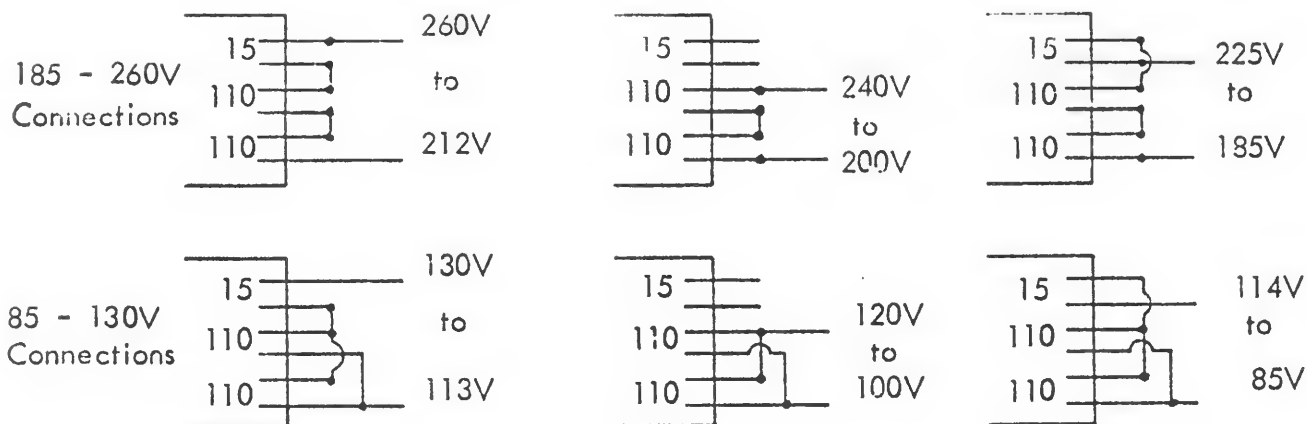 185 - 260V
Connections
15
110
110
260V
to
212V
15
110
110
240V
to
200V
15
110
110
225V
to
185V
85 - 130V
Connections
15
110
110
130V
to
113V
15
110
110
120V
to
100V
15
110
110
114V
to
85V